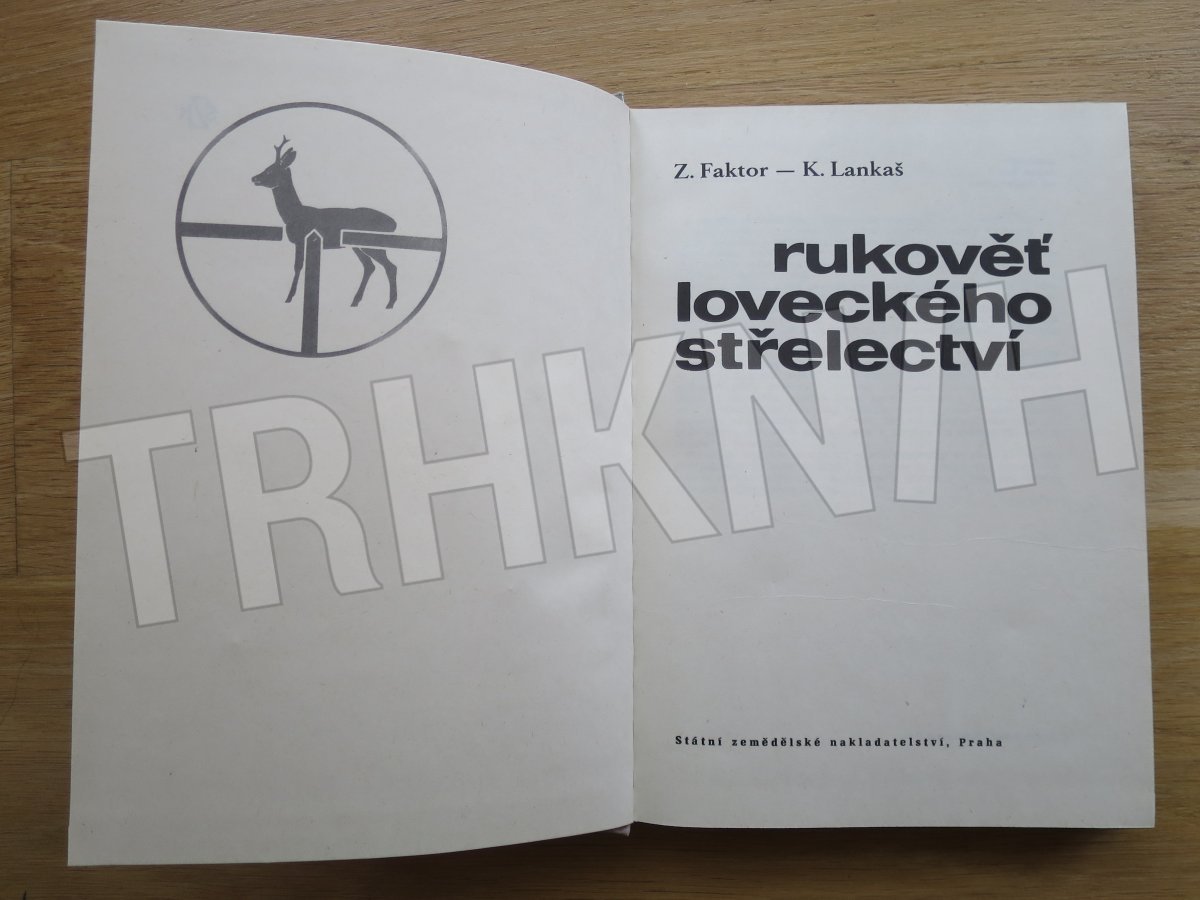 Z. Faktor — K. Lankaš
rukověť
loveckého
střelectví
TRHKNIH
Státní zemědělské nakladatelství, Praha